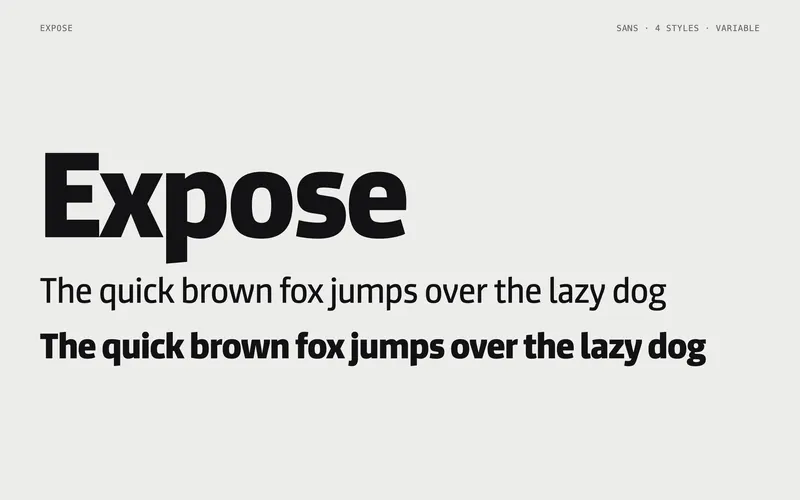 EXPOSE
SANS · 4 STYLES · VARIABLE
Expose
The quick brown fox jumps over the lazy dog
The quick brown fox jumps over the lazy dog